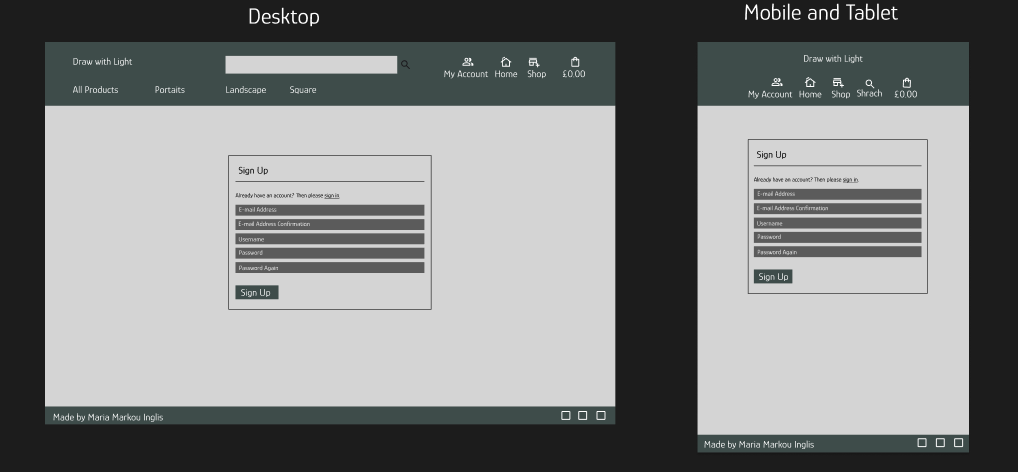 Desktop
Draw with Light
My Account Home Shop £0.00
All Products Portaits Landscape Square
Sign Up
Already have an account? Then please sign in.
E-mail Address
E-mail Address Confirmation
Username
Password
Password Again
Sign Up
Made by Maria Markou Inglis
Mobile and Tablet
Draw with Light
My Account Home Shop Shrach £0.00
Sign Up
Already have an account? Then please sign in.
E-mail Address
E-mail Address Confirmation
Username
Password
Password Again
Sign Up
Made by Maria Markou Inglis